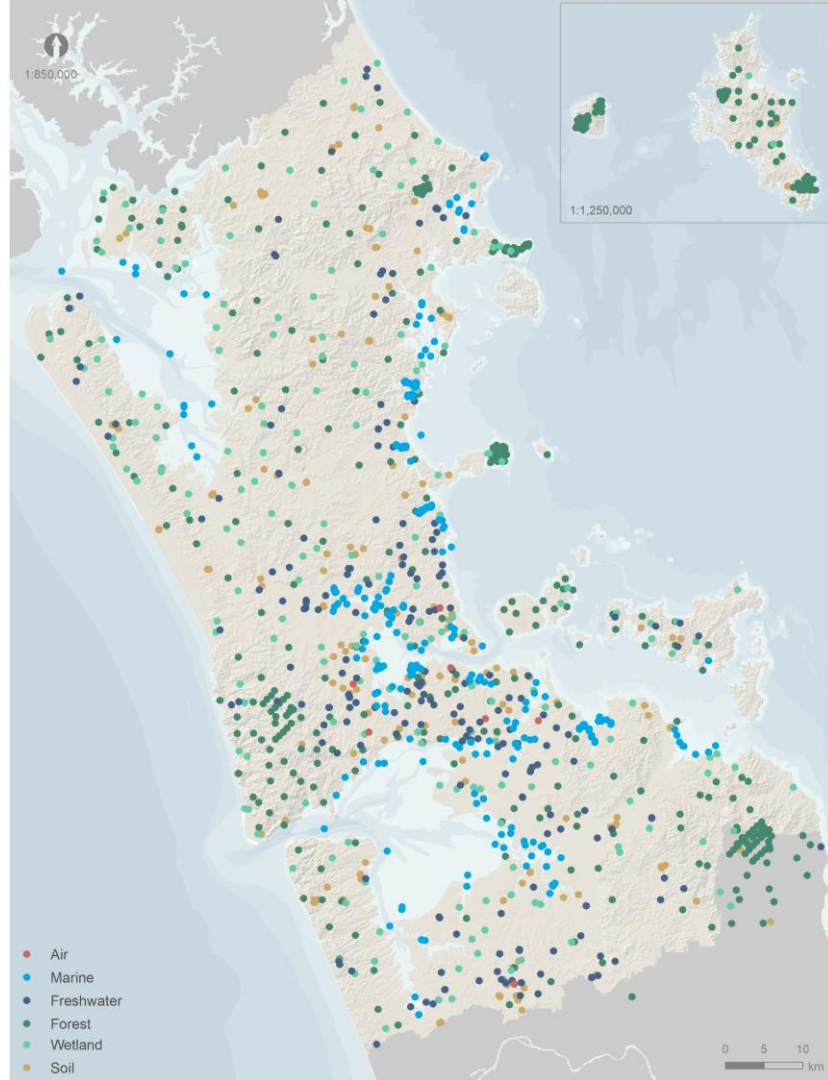 1:850,000
1:1,250,000
Air
Marine
Freshwater
Forest
Wetland
Soil
0 5 10
km